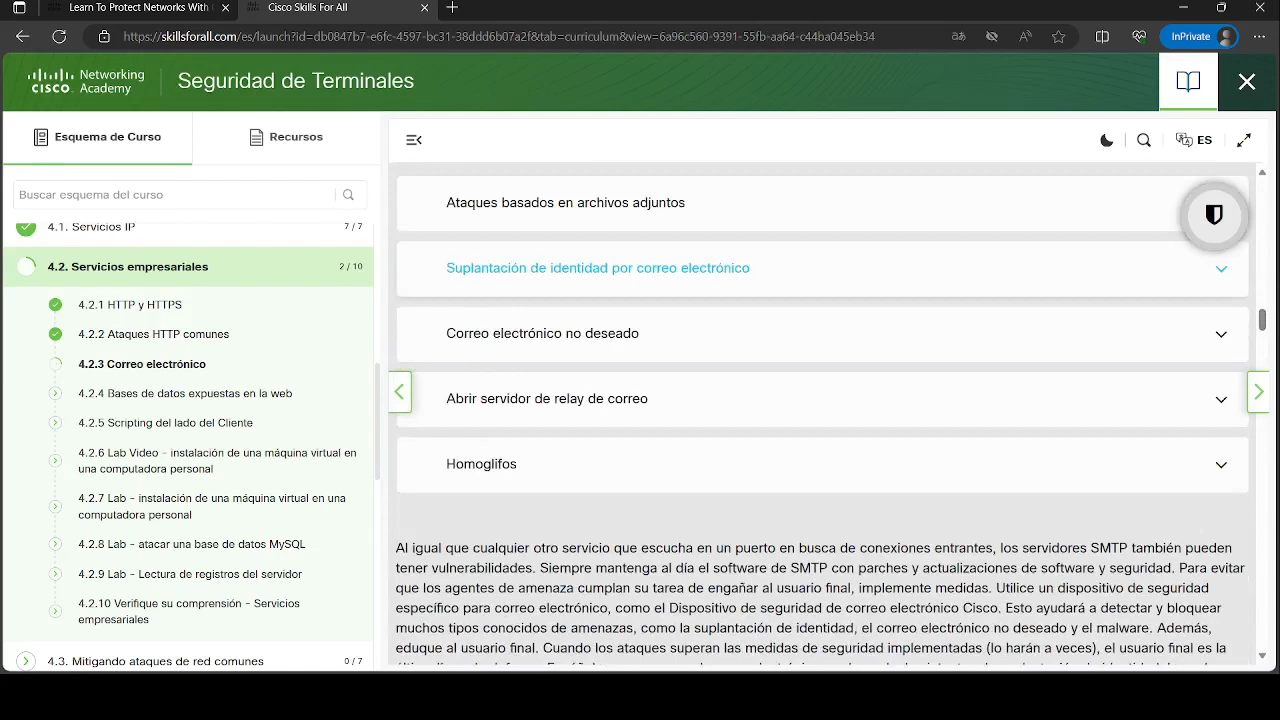 Learn To Protect Networks With
Cisco Skills For All
https://skillsforall.com/es/launch?id=db0847b7-e6fc-4597-bc31-38ddd6b07a2f&tab=curriculum&view=6a96c560-9391-55fb-aa64-c44ba045eb34
InPrivate
Networking
CISCO Academy
Seguridad de Terminales
Esquema de Curso
Recursos
ES
Buscar esquema del curso
4.1. Servicios IP 7 / 7
4.2. Servicios empresariales 2 / 10
4.2.1 HTTP y HTTPS
4.2.2 Ataques HTTP comunes
4.2.3 Correo electrónico
4.2.4 Bases de datos expuestas en la web
4.2.5 Scripting del lado del Cliente
4.2.6 Lab Video - instalación de una máquina virtual en
una computadora personal
4.2.7 Lab - instalación de una máquina virtual en una
computadora personal
4.2.8 Lab - atacar una base de datos MySQL
4.2.9 Lab - Lectura de registros del servidor
4.2.10 Verifique su comprensión - Servicios
empresariales
4.3. Mitigando ataques de red comunes 0 / 7
Ataques basados en archivos adjuntos
Suplantación de identidad por correo electrónico
Correo electrónico no deseado
Abrir servidor de relay de correo
Homoglifos
Al igual que cualquier otro servicio que escucha en un puerto en busca de conexiones entrantes, los servidores SMTP también pueden
tener vulnerabilidades. Siempre mantenga al día el software de SMTP con parches y actualizaciones de software y seguridad. Para evitar
que los agentes de amenaza cumplan su tarea de engañar al usuario final, implemente medidas. Utilice un dispositivo de seguridad
específico para correo electrónico, como el Dispositivo de seguridad de correo electrónico Cisco. Esto ayudará a detectar y bloquear
muchos tipos conocidos de amenazas, como la suplantación de identidad, el correo electrónico no deseado y el malware. Además,
eduque al usuario final. Cuando los ataques superan las medidas de seguridad implementadas (lo harán a veces), el usuario final es la